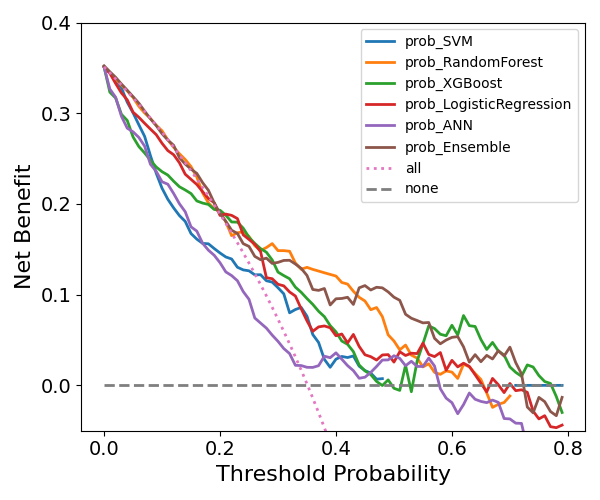 0.4
0.3
0.2
0.1
0.0
Net Benefit
prob_SVM
prob_RandomForest
prob_XGBoost
prob_LogisticRegression
prob_ANN
prob_Ensemble
all
none
0.0 0.2 0.4 0.6 0.8
Threshold Probability